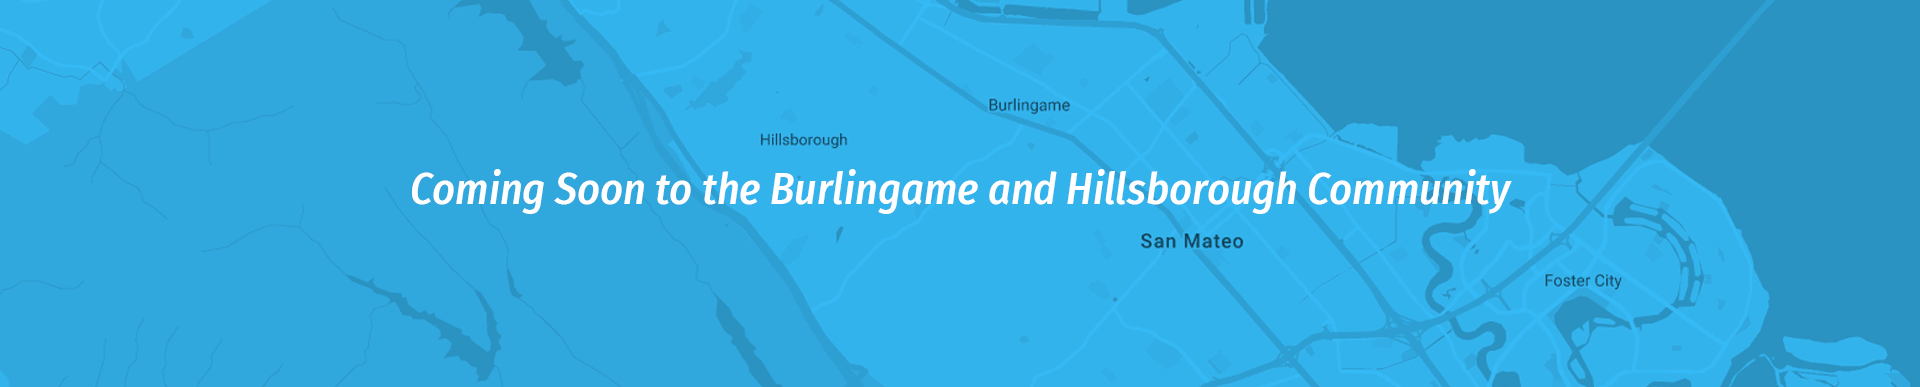 Burlingame
Hillsborough
Coming Soon to the Burlingame and Hillsborough Community
San Mateo
Foster City